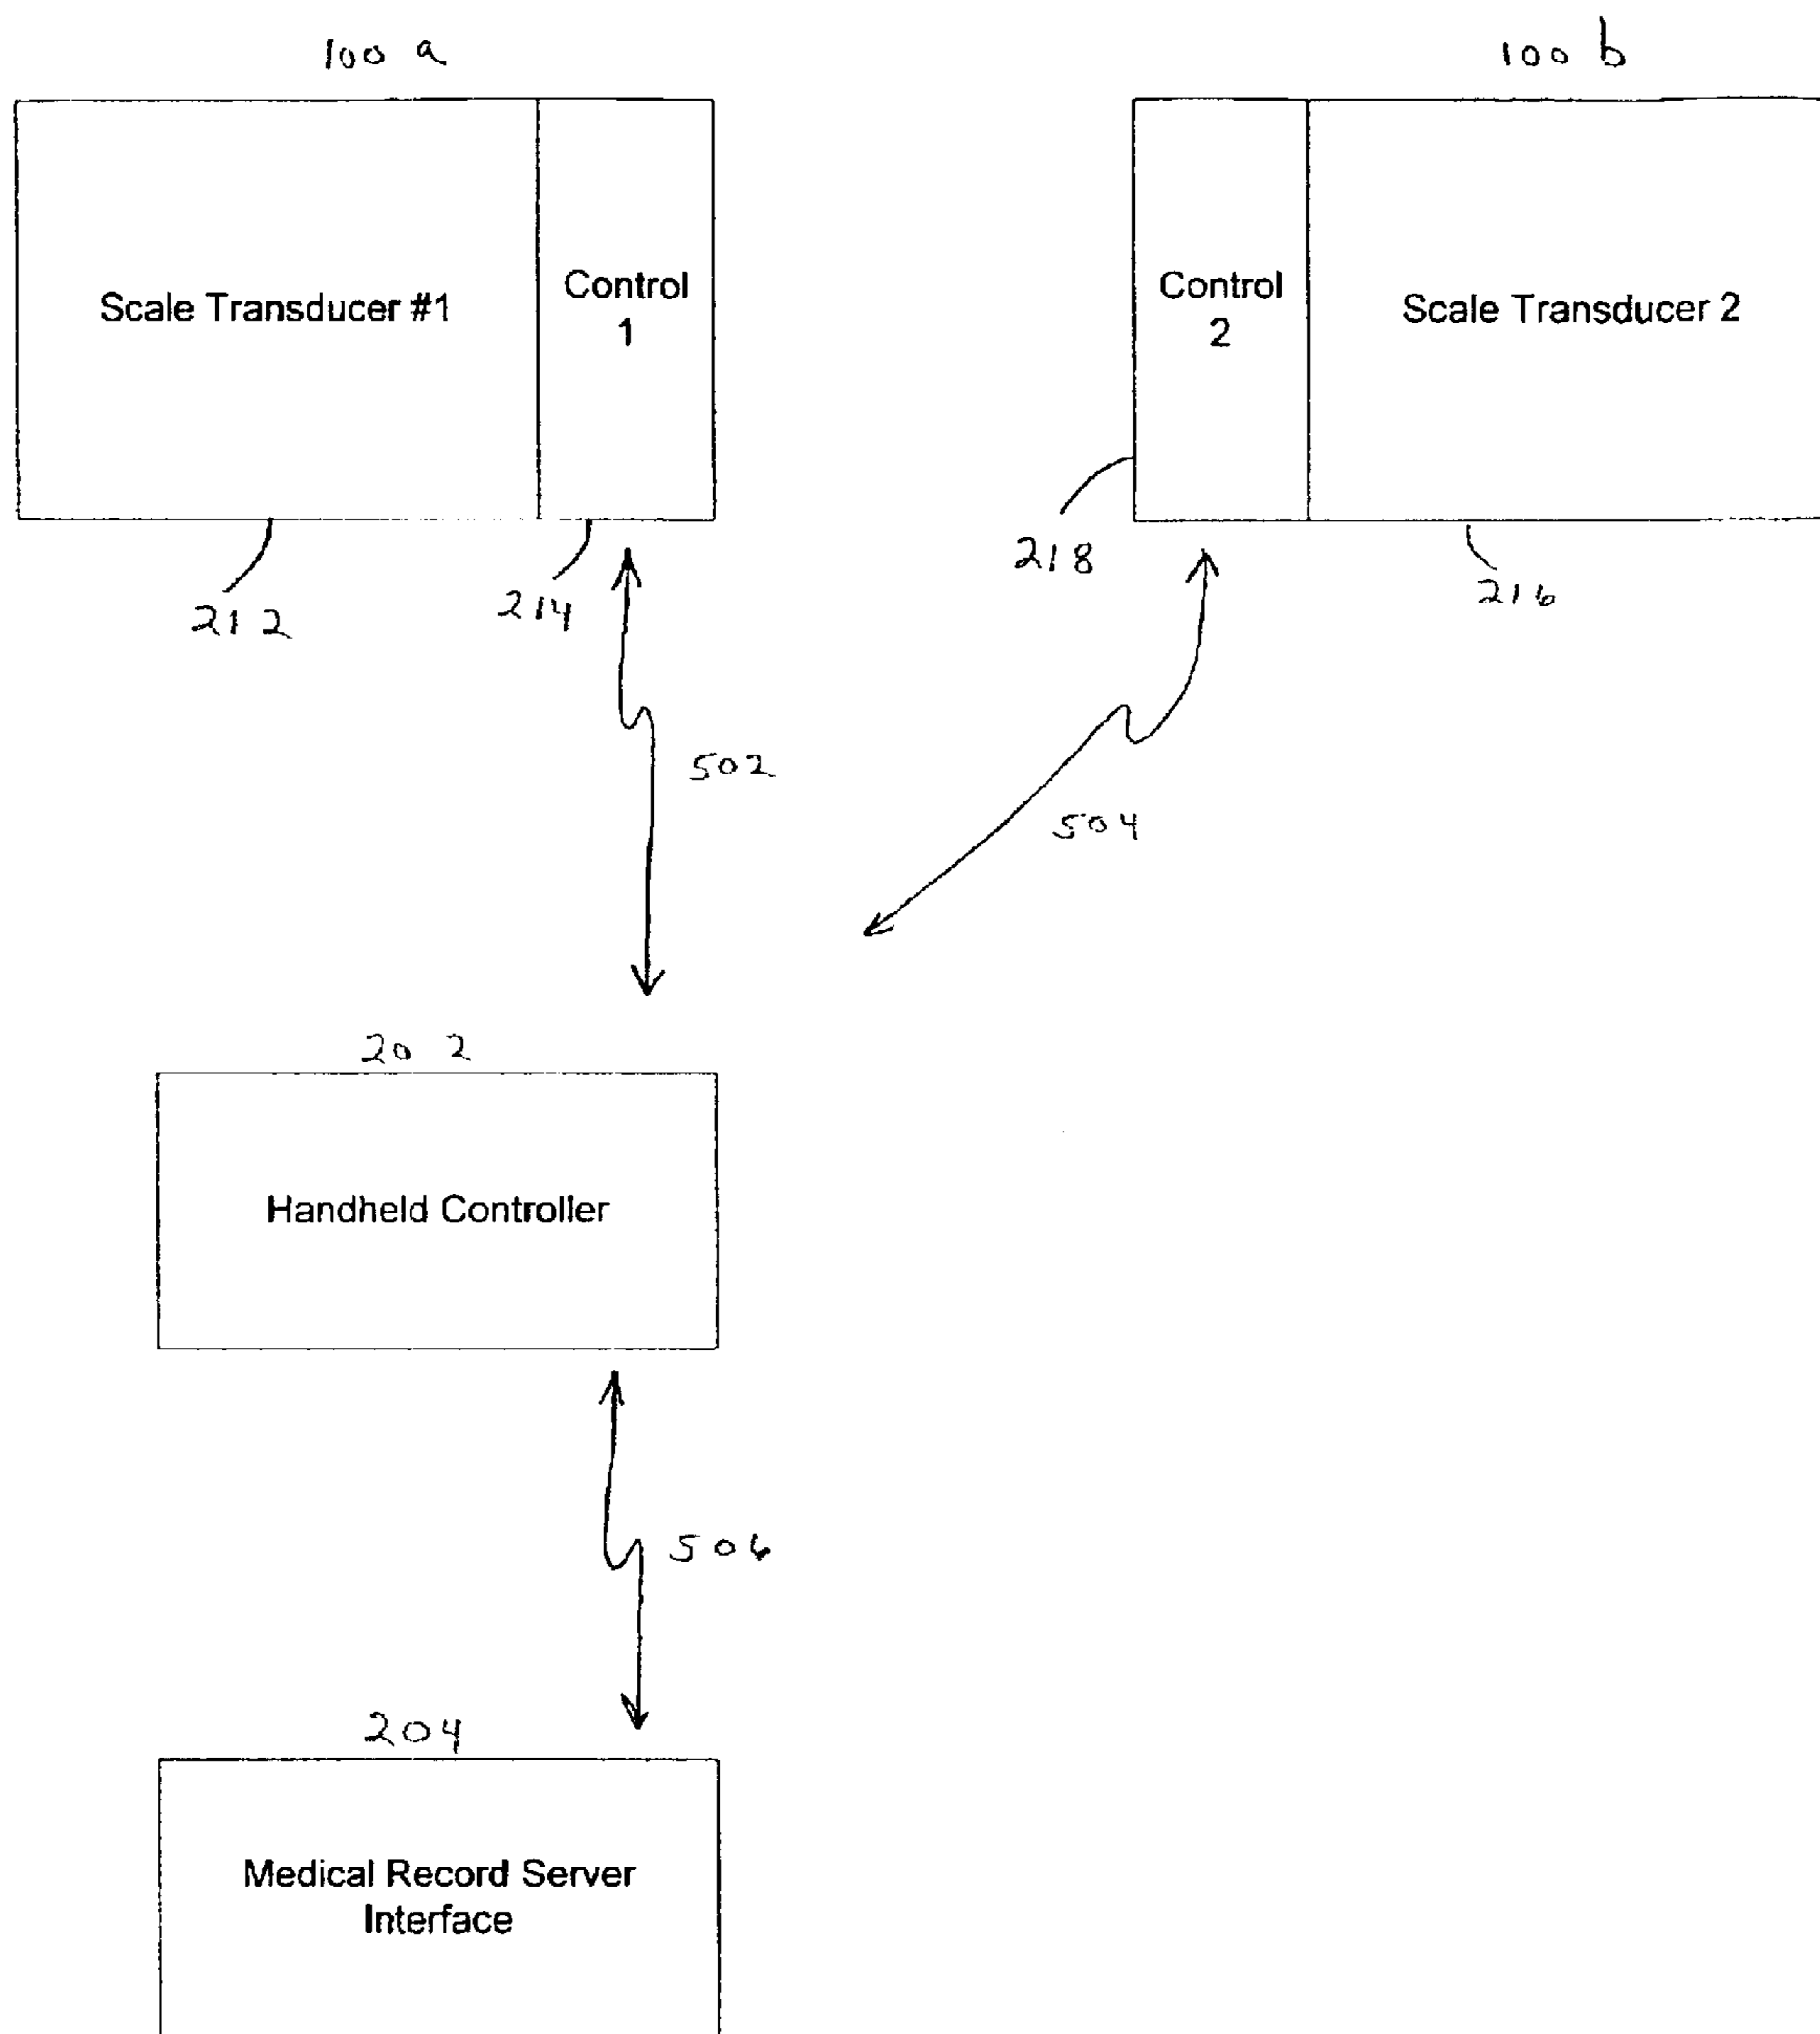 100 a
100 b
Scale Transducer #1
Control
1
Control
2
Scale Transducer 2
212
214
218
216
502
504
202
Handheld Controller
506
204
Medical Record Server
Interface